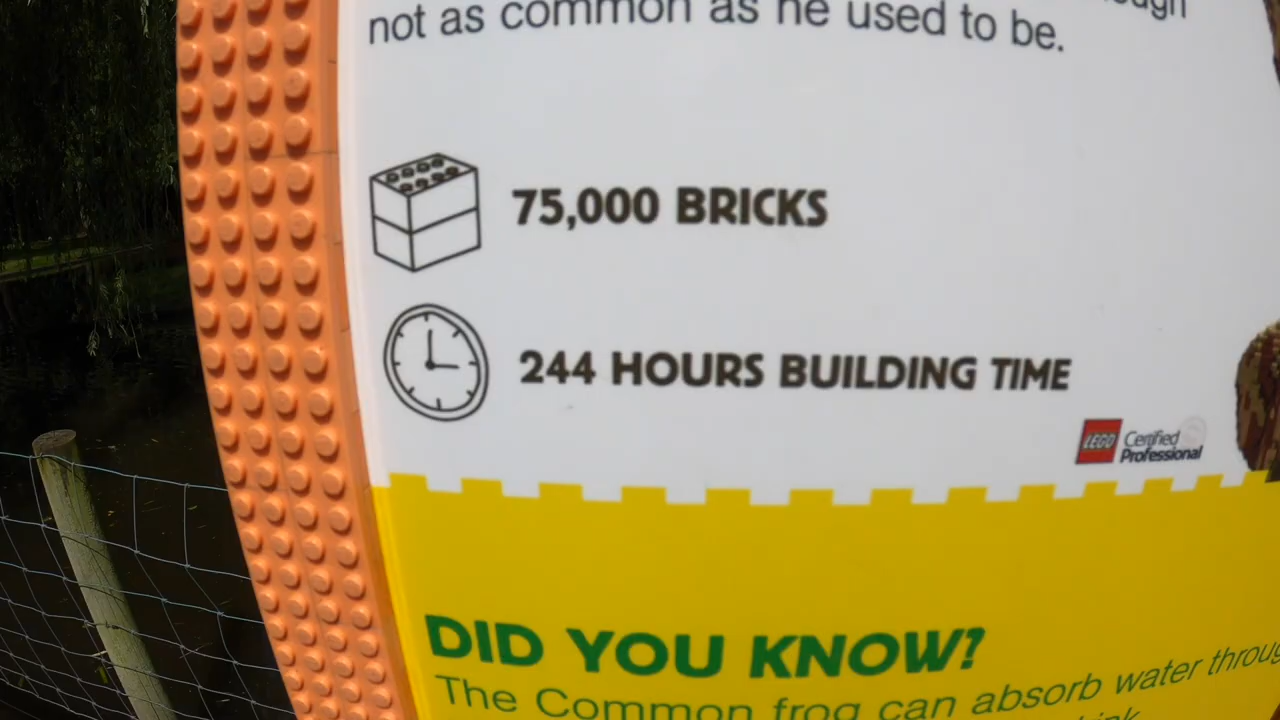 not as common as he used to be.
75,000 BRICKS
244 HOURS BUILDING TIME
LEGO Certified
Professional
DID YOU KNOW?
The Common frog can absorb water